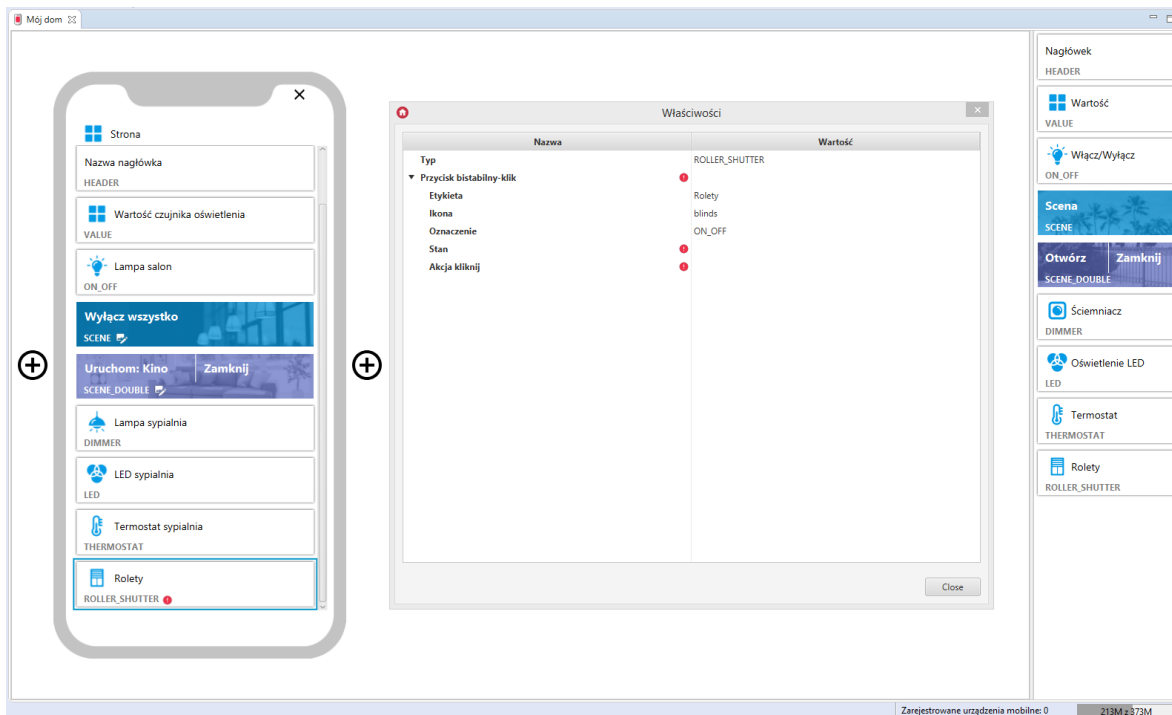 Mój dom
Strona
Nazwa nagłówka
HEADER
Wartość czujnika oświetlenia
VALUE
Lampa salon
ON_OFF
Wyłącz wszystko
SCENE
Uruchom: Kino Zamknij
SCENE_DOUBLE
Lampa sypialnia
DIMMER
LED sypialnia
LED
Termostat sypialnia
THERMOSTAT
Rolety
ROLLER_SHUTTER
Właściwości
Nazwa Wartość
Typ ROLLER_SHUTTER
Przycisk bistabilny-klik
Etykieta Rolety
Ikona blinds
Oznaczenie ON_OFF
Stan
Akcja kliknij
Close
Nagłówek
HEADER
Wartość
VALUE
Włącz/Wyłącz
ON_OFF
Scena
SCENE
Otwórz Zamknij
SCENE_DOUBLE
Ściemniacz
DIMMER
Oświetlenie LED
LED
Termostat
THERMOSTAT
Rolety
ROLLER_SHUTTER
Zarejestrowane urządzenia mobilne: 0 213M z 373M